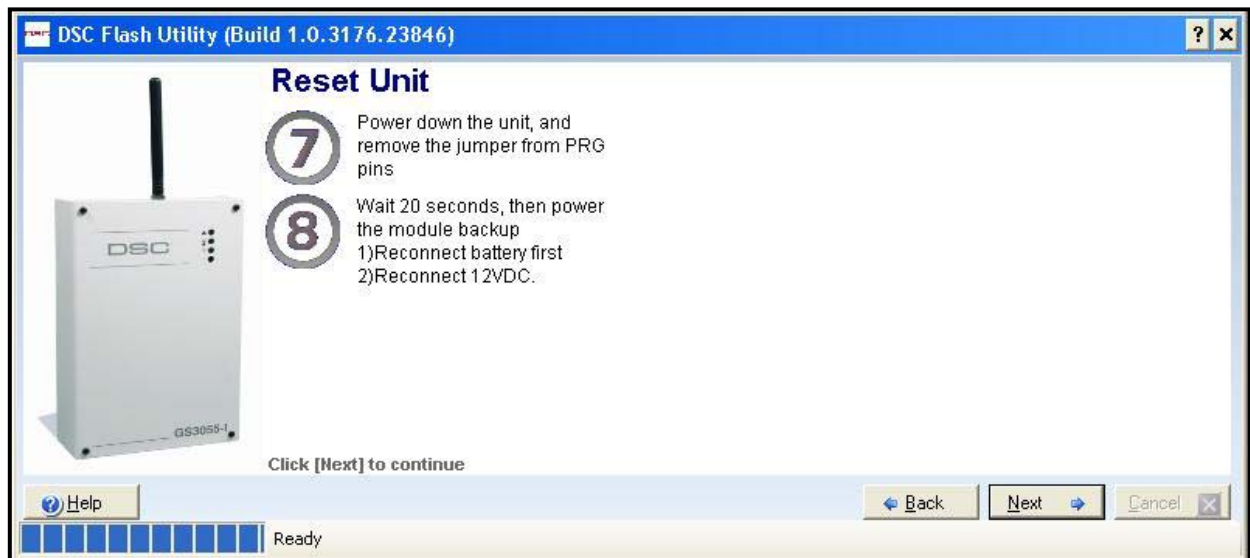 DSC Flash Utility (Build 1.0.3176.23846)
Reset Unit
7
Power down the unit, and
remove the jumper from PRG
pins
8
Wait 20 seconds, then power
the module backup
1)Reconnect battery first
2)Reconnect 12VDC.
DSC
GS3055-I
Click [Next] to continue
Help
Back
Next
Cancel
Ready